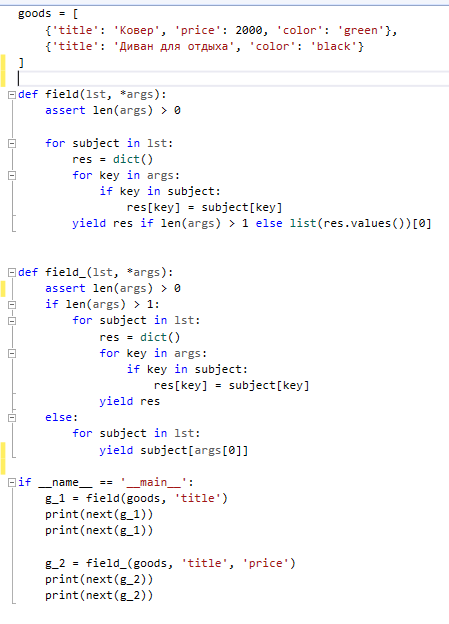 goods = [
    {'title': 'Ковер', 'price': 2000, 'color': 'green'},
    {'title': 'Диван для отдыха', 'color': 'black'}
]
def field(lst, *args):
    assert len(args) > 0
    for subject in lst:
        res = dict()
        for key in args:
            if key in subject:
                res[key] = subject[key]
        yield res if len(args) > 1 else list(res.values())[0]
def field_(lst, *args):
    assert len(args) > 0
    if len(args) > 1:
        for subject in lst:
            res = dict()
            for key in args:
                if key in subject:
                    res[key] = subject[key]
            yield res
    else:
        for subject in lst:
            yield subject[args[0]]
if __name__ == '__main__':
    g_1 = field(goods, 'title')
    print(next(g_1))
    print(next(g_1))
    g_2 = field_(goods, 'title', 'price')
    print(next(g_2))
    print(next(g_2))